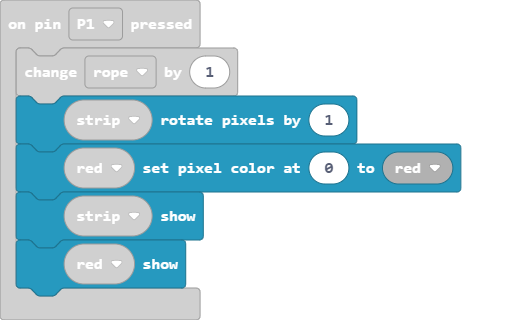 on pin P1 pressed
change rope by 1
strip rotate pixels by 1
red set pixel color at 0 to red
strip show
red show